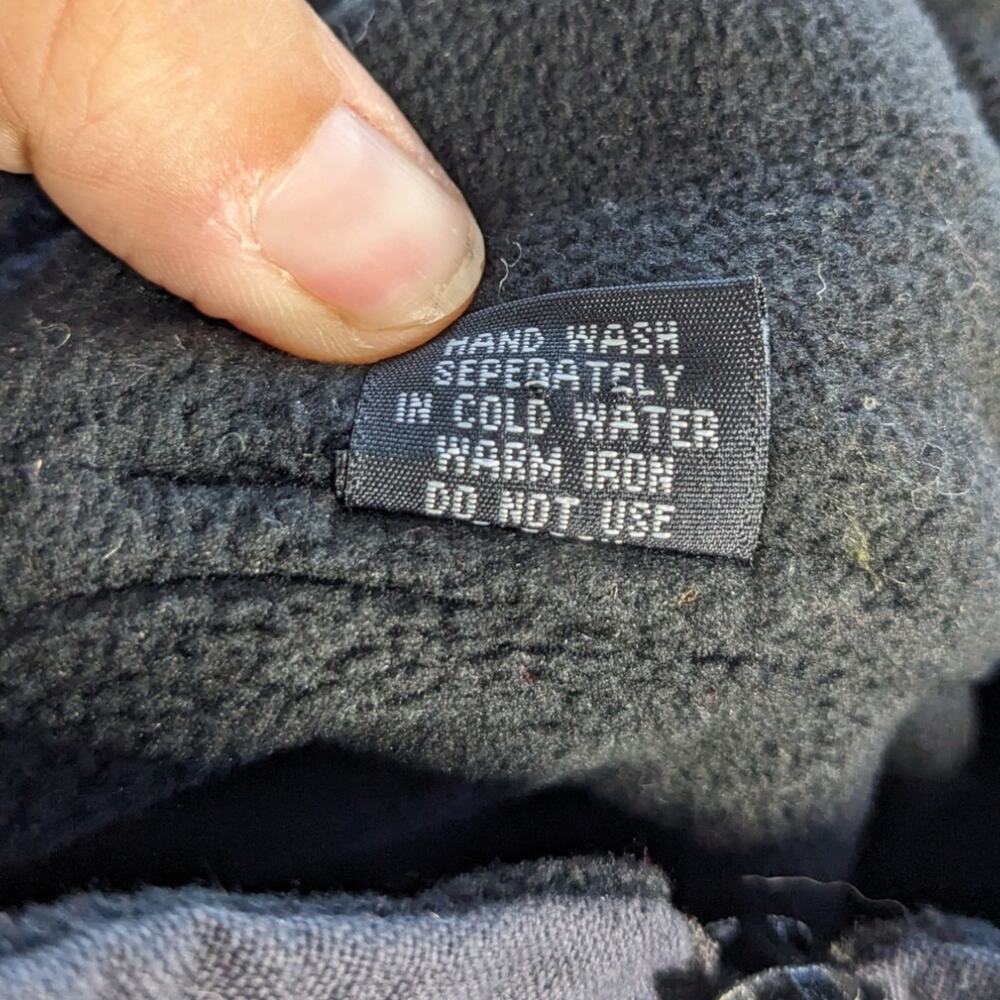 HAND WASH
SEPERATELY
IN COLD WATER
WARM IRON
DO NOT USE